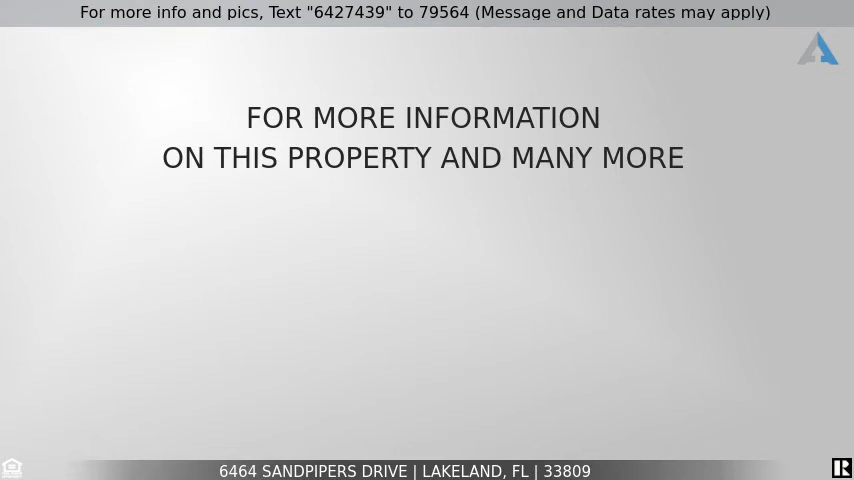 For more info and pics, Text "6427439" to 79564 (Message and Data rates may apply)
FOR MORE INFORMATION
ON THIS PROPERTY AND MANY MORE
6464 SANDPIPERS DRIVE | LAKELAND, FL | 33809